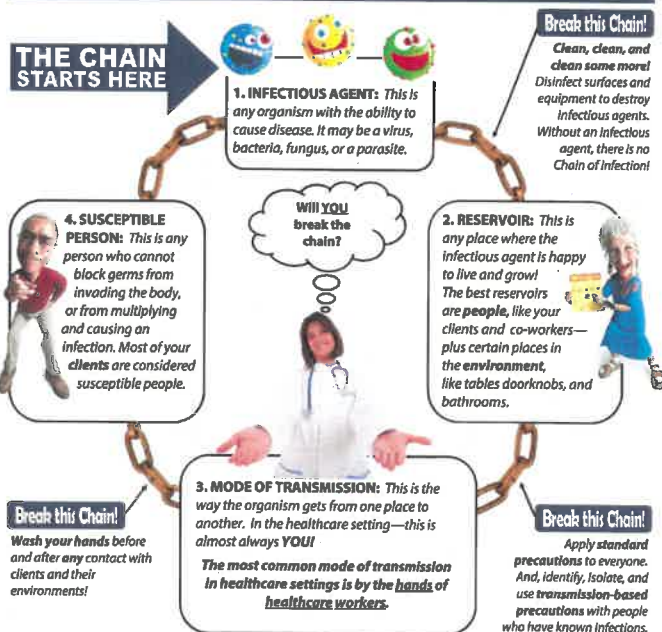 THE CHAIN
STARTS HERE
1. INFECTIOUS AGENT: This is
any organism with the ability to
cause disease. It may be a virus,
bacteria, fungus, or a parasite.
Break this Chain!
Clean, clean, and
clean some more!
Disinfect surfaces and
equipment to destroy
infectious agents.
Without an infectious
agent, there is no
Chain of Infection!
4. SUSCEPTIBLE
PERSON: This is any
person who cannot
block germs from
invading the body,
or from multiplying
and causing an
infection. Most of your
clients are considered
susceptible people.
Will YOU
break the
chain?
2. RESERVOIR: This is
any place where the
infectious agent is happy
to live and grow!
The best reservoirs
are people, like your
clients and co-workers—
plus certain places in
the environment,
like tables doorknobs, and
bathrooms.
3. MODE OF TRANSMISSION: This is the
way the organism gets from one place to
another. In the healthcare setting—this is
almost always YOU!
The most common mode of transmission
in healthcare settings is by the hands of
healthcare workers.
Break this Chain!
Wash your hands before
and after any contact with
clients and their
environments!
Break this Chain!
Apply standard
precautions to everyone.
And, identify, isolate, and
use transmission-based
precautions with people
who have known infections.